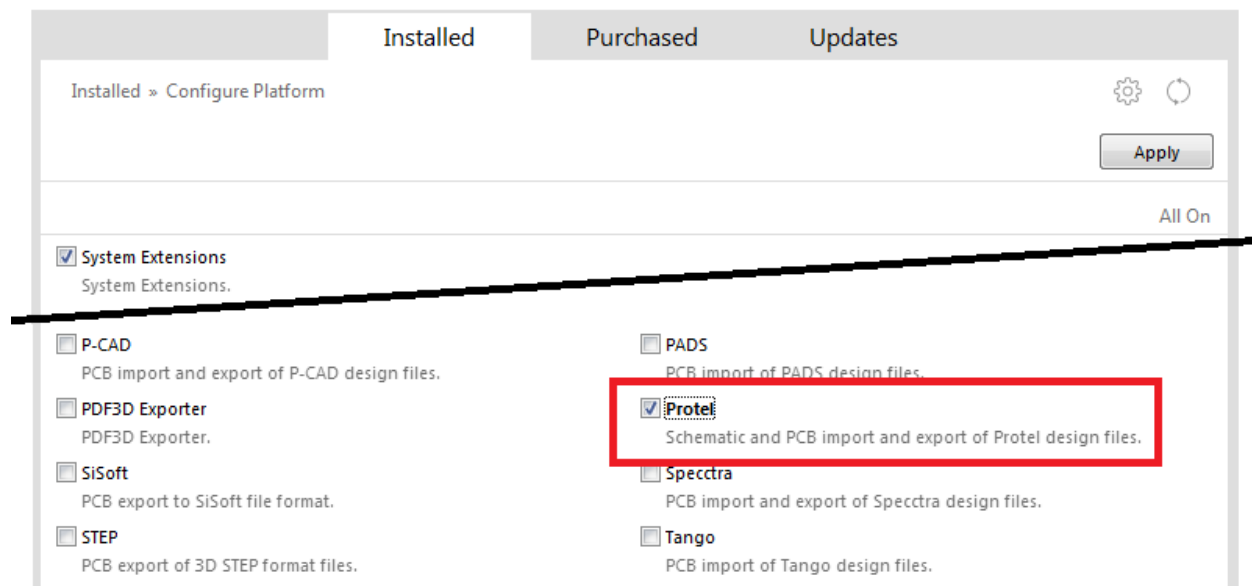 Installed Purchased Updates
Installed » Configure Platform
Apply
All On
System Extensions
System Extensions.
P-CAD
PCB import and export of P-CAD design files.
PADS
PCB import of PADS design files.
PDF3D Exporter
PDF3D Exporter.
Protel
Schematic and PCB import and export of Protel design files.
SiSoft
PCB export to SiSoft file format.
Specctra
PCB import and export of Specctra design files.
STEP
PCB export of 3D STEP format files.
Tango
PCB import of Tango design files.